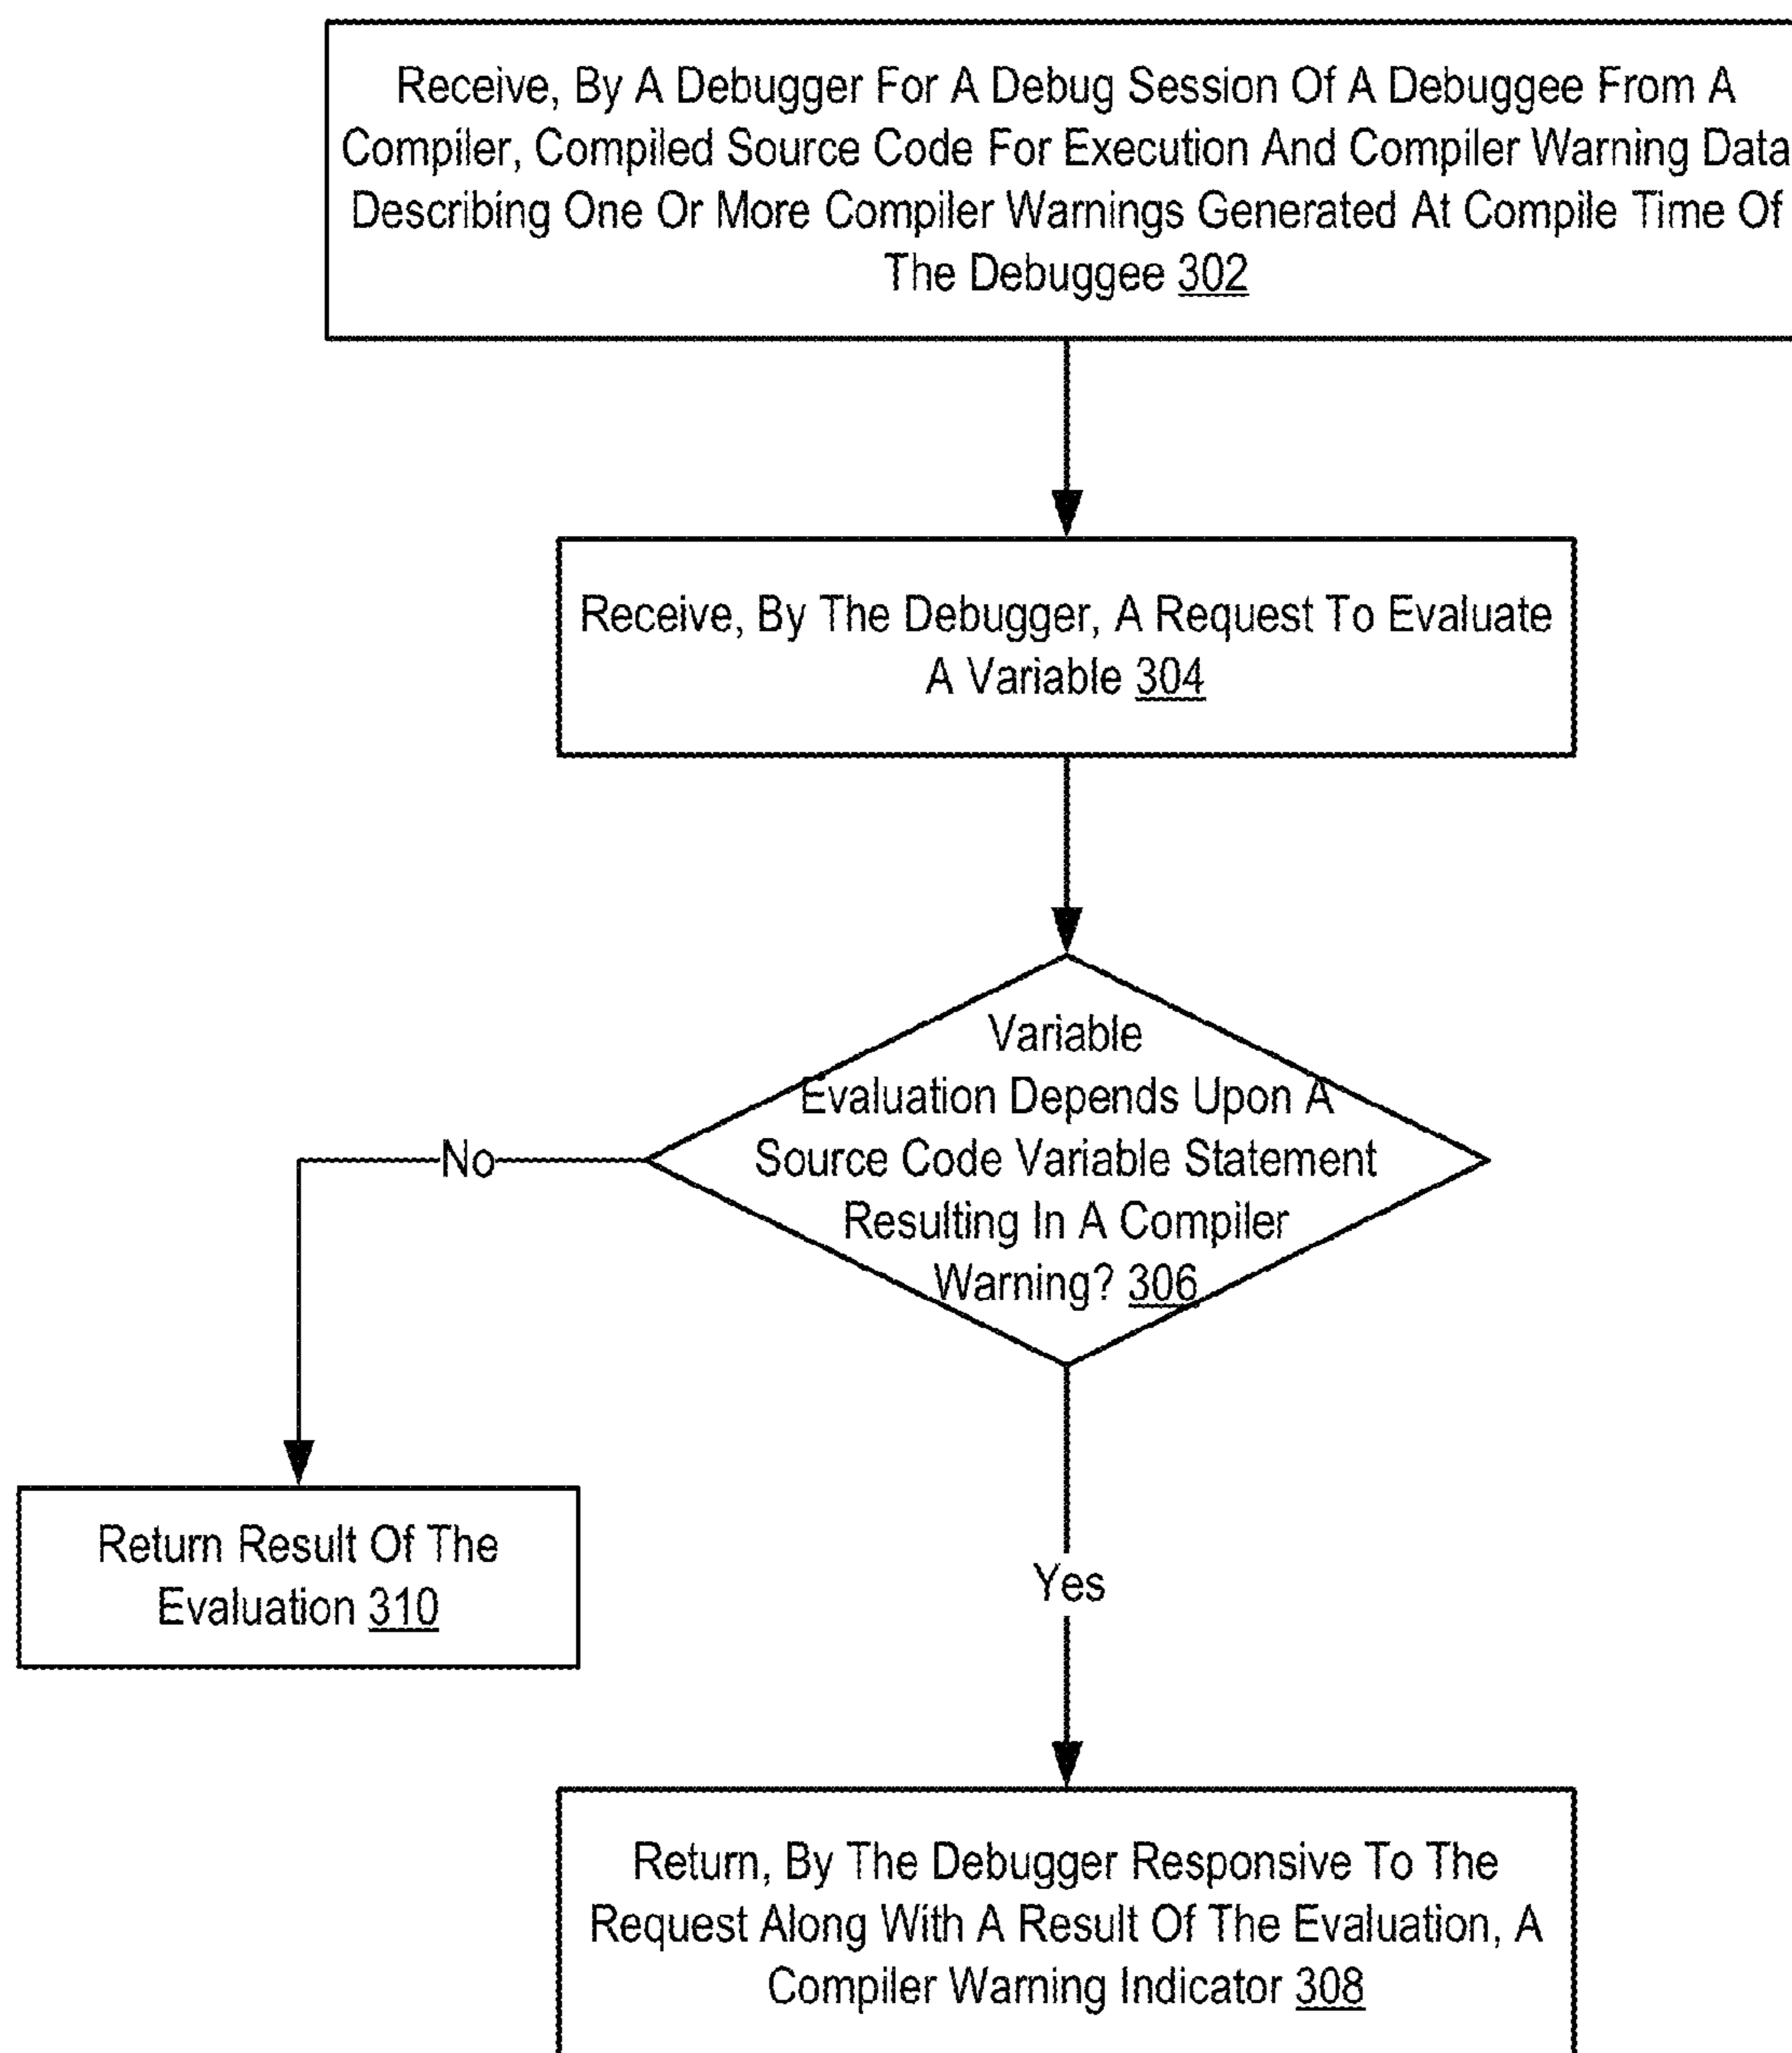 Receive, By A Debugger For A Debug Session Of A Debuggee From A
Compiler, Compiled Source Code For Execution And Compiler Warning Data
Describing One Or More Compiler Warnings Generated At Compile Time Of
The Debuggee 302
Receive, By The Debugger, A Request To Evaluate
A Variable 304
Variable
Evaluation Depends Upon A
Source Code Variable Statement
Resulting In A Compiler
Warning? 306
No
Return Result Of The
Evaluation 310
Yes
Return, By The Debugger Responsive To The
Request Along With A Result Of The Evaluation, A
Compiler Warning Indicator 308